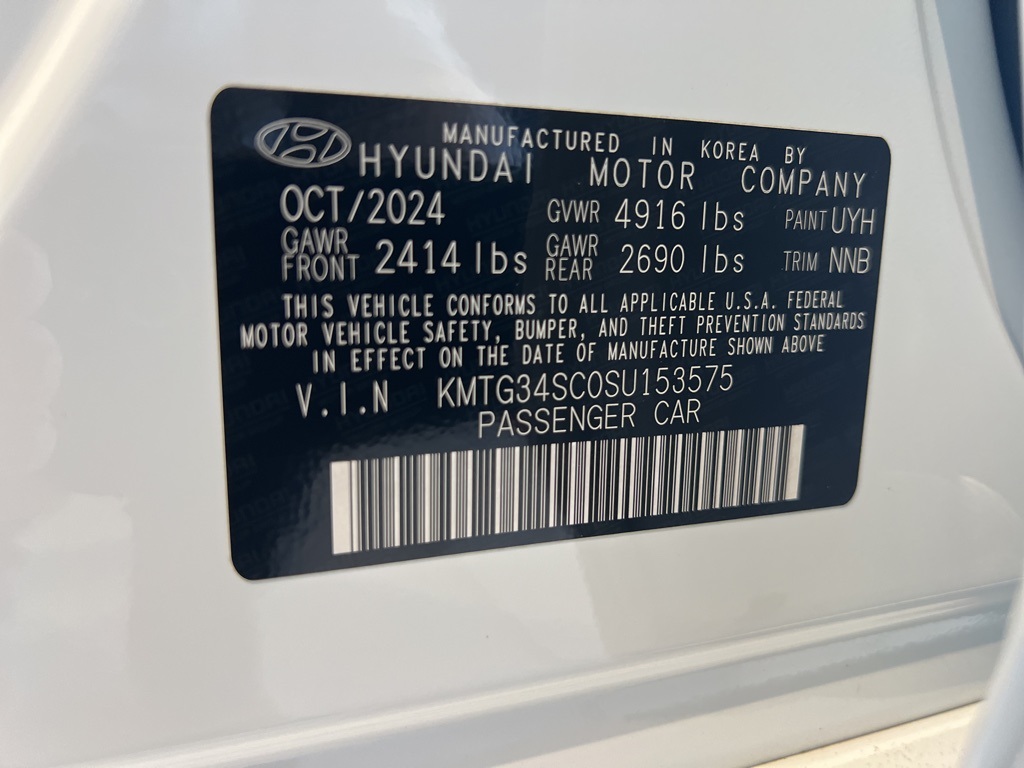 MANUFACTURED IN KOREA BY
HYUNDAI MOTOR COMPANY
OCT/2024 GVWR 4916 lbs PAINT UYH
GAWR FRONT 2414 lbs GAWR REAR 2690 lbs TRIM NNB
THIS VEHICLE CONFORMS TO ALL APPLICABLE U.S.A. FEDERAL
MOTOR VEHICLE SAFETY, BUMPER, AND THEFT PREVENTION STANDARDS
IN EFFECT ON THE DATE OF MANUFACTURE SHOWN ABOVE
V.I.N KMTG34SC0SU153575
PASSENGER CAR